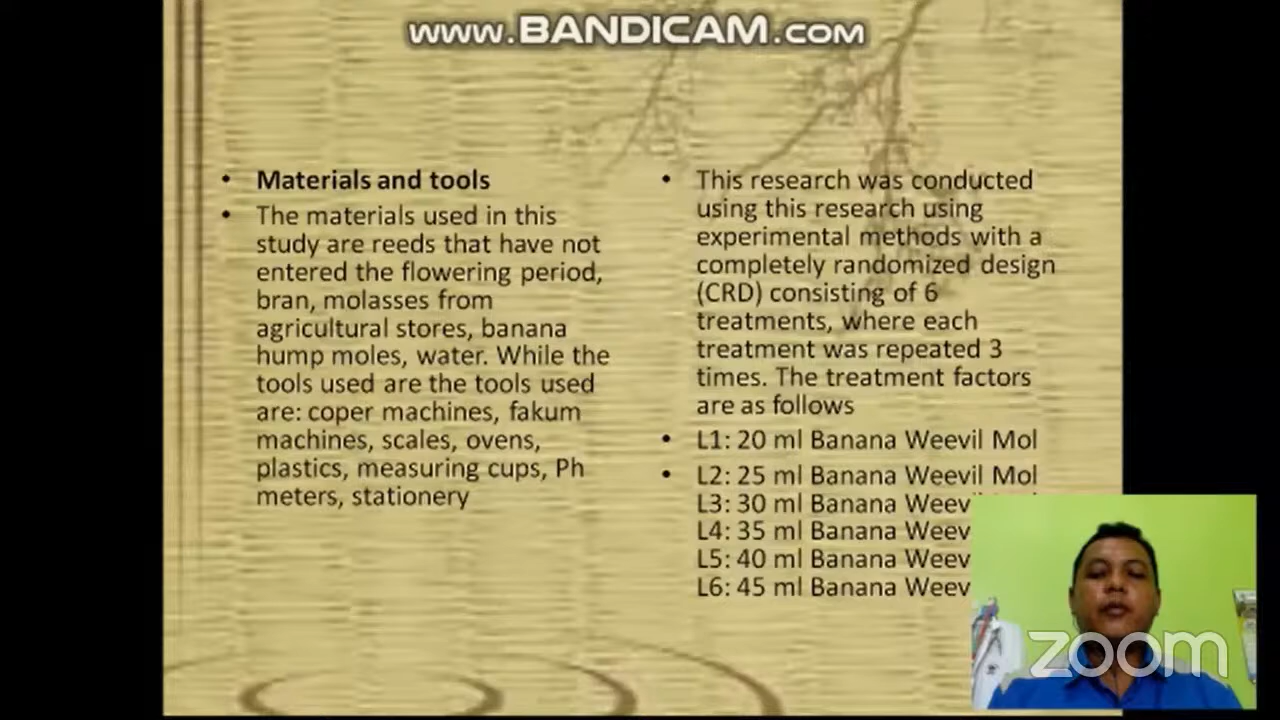 www.BANDICAM.com
• Materials and tools
• The materials used in this
study are reeds that have not
entered the flowering period,
bran, molasses from
agricultural stores, banana
hump moles, water. While the
tools used are the tools used
are: coper machines, fakum
machines, scales, ovens,
plastics, measuring cups, Ph
meters, stationery
• This research was conducted
using this research using
experimental methods with a
completely randomized design
(CRD) consisting of 6
treatments, where each
treatment was repeated 3
times. The treatment factors
are as follows
• L1: 20 ml Banana Weevil Mol
• L2: 25 ml Banana Weevil Mol
L3: 30 ml Banana Weev
L4: 35 ml Banana Weev
L5: 40 ml Banana Weev
L6: 45 ml Banana Weev
zoom